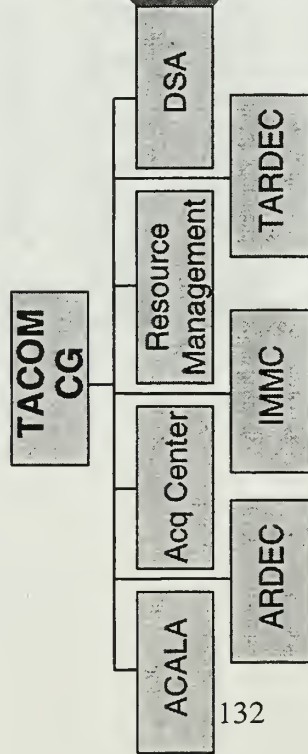 TACOM
CG
ACALA
Acq Center
Resource
Management
DSA
ARDEC
IMMC
TARDEC
132